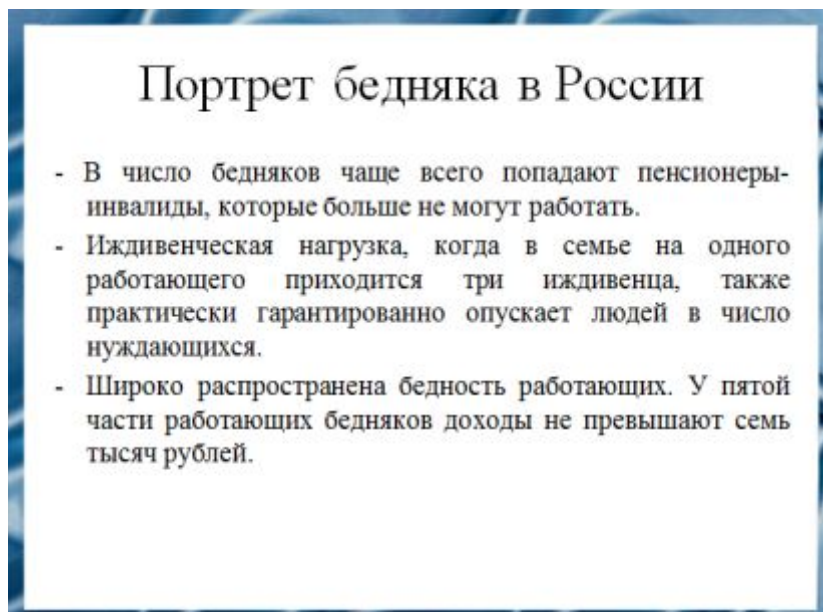 Портрет бедняка в России
- В число бедняков чаще всего попадают пенсионеры-
инвалиды, которые больше не могут работать.
- Иждивенческая нагрузка, когда в семье на одного
работающего приходится три иждивенца, также
практически гарантированно опускает людей в число
нуждающихся.
- Широко распространена бедность работающих. У пятой
части работающих бедняков доходы не превышают семь
тысяч рублей.